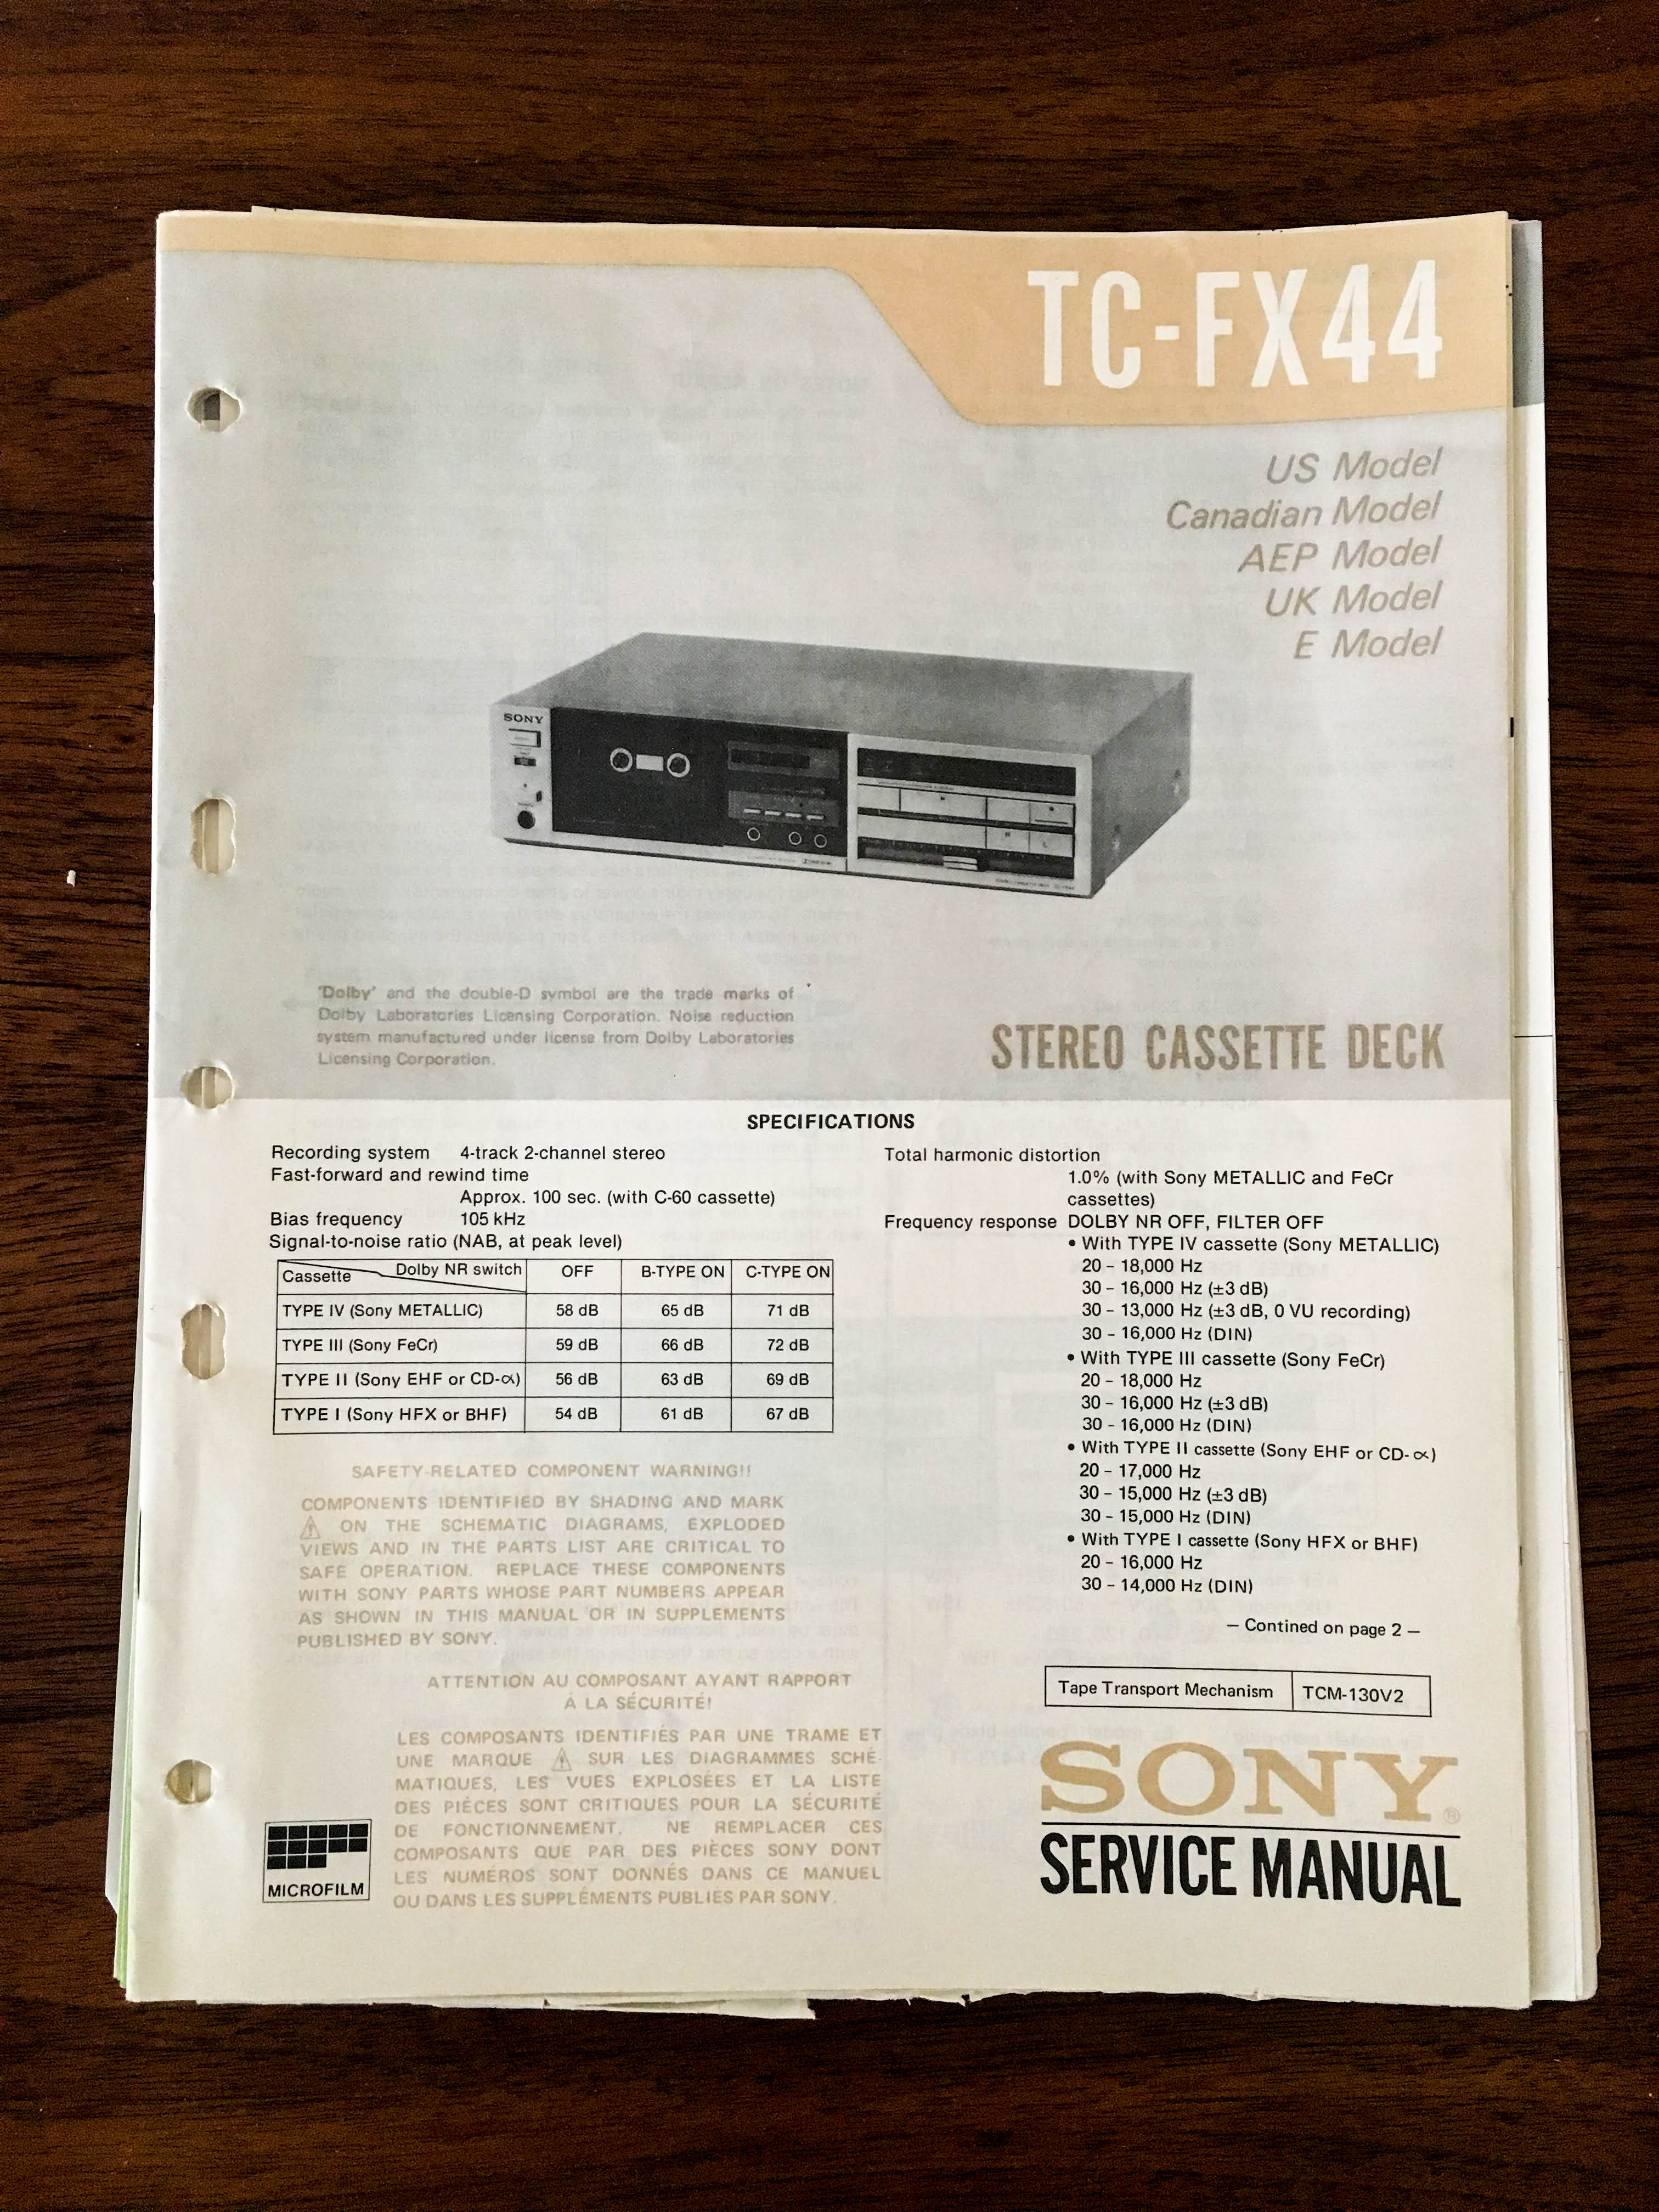 TC-FX44
US Model
Canadian Model
AEP Model
UK Model
E Model
SONY
'Dolby' and the double-D symbol are the trade marks of
Dolby Laboratories Licensing Corporation. Noise reduction
system manufactured under license from Dolby Laboratories
Licensing Corporation.
STEREO CASSETTE DECK
SPECIFICATIONS
Recording system 4-track 2-channel stereo
Fast-forward and rewind time
Approx. 100 sec. (with C-60 cassette)
Bias frequency 105 kHz
Signal-to-noise ratio (NAB, at peak level)
Cassette Dolby NR switch OFF B-TYPE ON C-TYPE ON
TYPE IV (Sony METALLIC) 58 dB 65 dB 71 dB
TYPE III (Sony FeCr) 59 dB 66 dB 72 dB
TYPE II (Sony EHF or CD-α) 56 dB 63 dB 69 dB
TYPE I (Sony HFX or BHF) 54 dB 61 dB 67 dB
SAFETY-RELATED COMPONENT WARNING!!
COMPONENTS IDENTIFIED BY SHADING AND MARK
⚠ ON THE SCHEMATIC DIAGRAMS, EXPLODED
VIEWS AND IN THE PARTS LIST ARE CRITICAL TO
SAFE OPERATION. REPLACE THESE COMPONENTS
WITH SONY PARTS WHOSE PART NUMBERS APPEAR
AS SHOWN IN THIS MANUAL OR IN SUPPLEMENTS
PUBLISHED BY SONY.
ATTENTION AU COMPOSANT AYANT RAPPORT
À LA SÉCURITÉ!
LES COMPOSANTS IDENTIFIÉS PAR UNE TRAME ET
UNE MARQUE ⚠ SUR LES DIAGRAMMES SCHÉ-
MATIQUES, LES VUES EXPLOSÉES ET LA LISTE
DES PIÈCES SONT CRITIQUES POUR LA SÉCURITÉ
DE FONCTIONNEMENT. NE REMPLACER CES
COMPOSANTS QUE PAR DES PIÈCES SONY DONT
LES NUMÉROS SONT DONNÉS DANS CE MANUEL
OU DANS LES SUPPLÉMENTS PUBLIÉS PAR SONY.
MICROFILM
Total harmonic distortion
1.0% (with Sony METALLIC and FeCr
cassettes)
Frequency response DOLBY NR OFF, FILTER OFF
• With TYPE IV cassette (Sony METALLIC)
20 – 18,000 Hz
30 – 16,000 Hz (±3 dB)
30 – 13,000 Hz (±3 dB, 0 VU recording)
30 – 16,000 Hz (DIN)
• With TYPE III cassette (Sony FeCr)
20 – 18,000 Hz
30 – 16,000 Hz (±3 dB)
30 – 16,000 Hz (DIN)
• With TYPE II cassette (Sony EHF or CD-α)
20 – 17,000 Hz
30 – 15,000 Hz (±3 dB)
30 – 15,000 Hz (DIN)
• With TYPE I cassette (Sony HFX or BHF)
20 – 16,000 Hz
30 – 14,000 Hz (DIN)
– Contined on page 2 –
Tape Transport Mechanism TCM-130V2
SONY®
SERVICE MANUAL